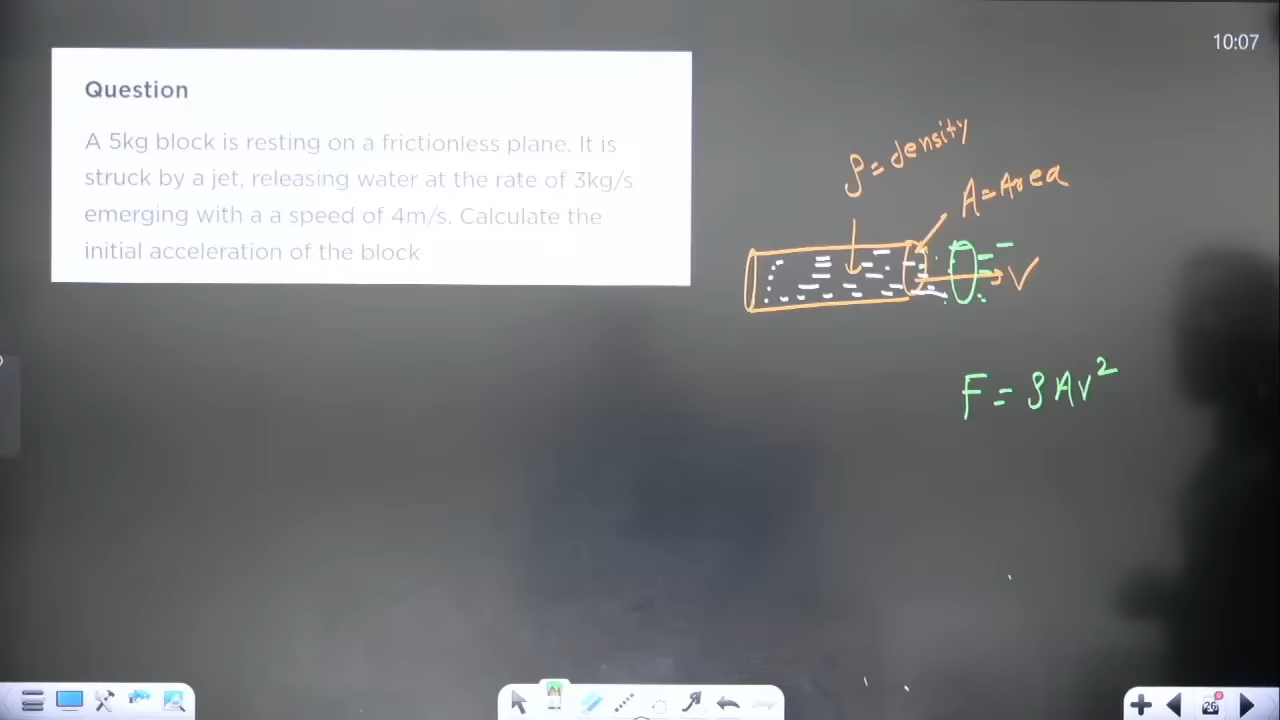 10:07
Question
A 5kg block is resting on a frictionless plane. It is
struck by a jet, releasing water at the rate of 3kg/s
emerging with a a speed of 4m/s. Calculate the
initial acceleration of the block
ρ = density
A = Area
V
F = ρAv²
26